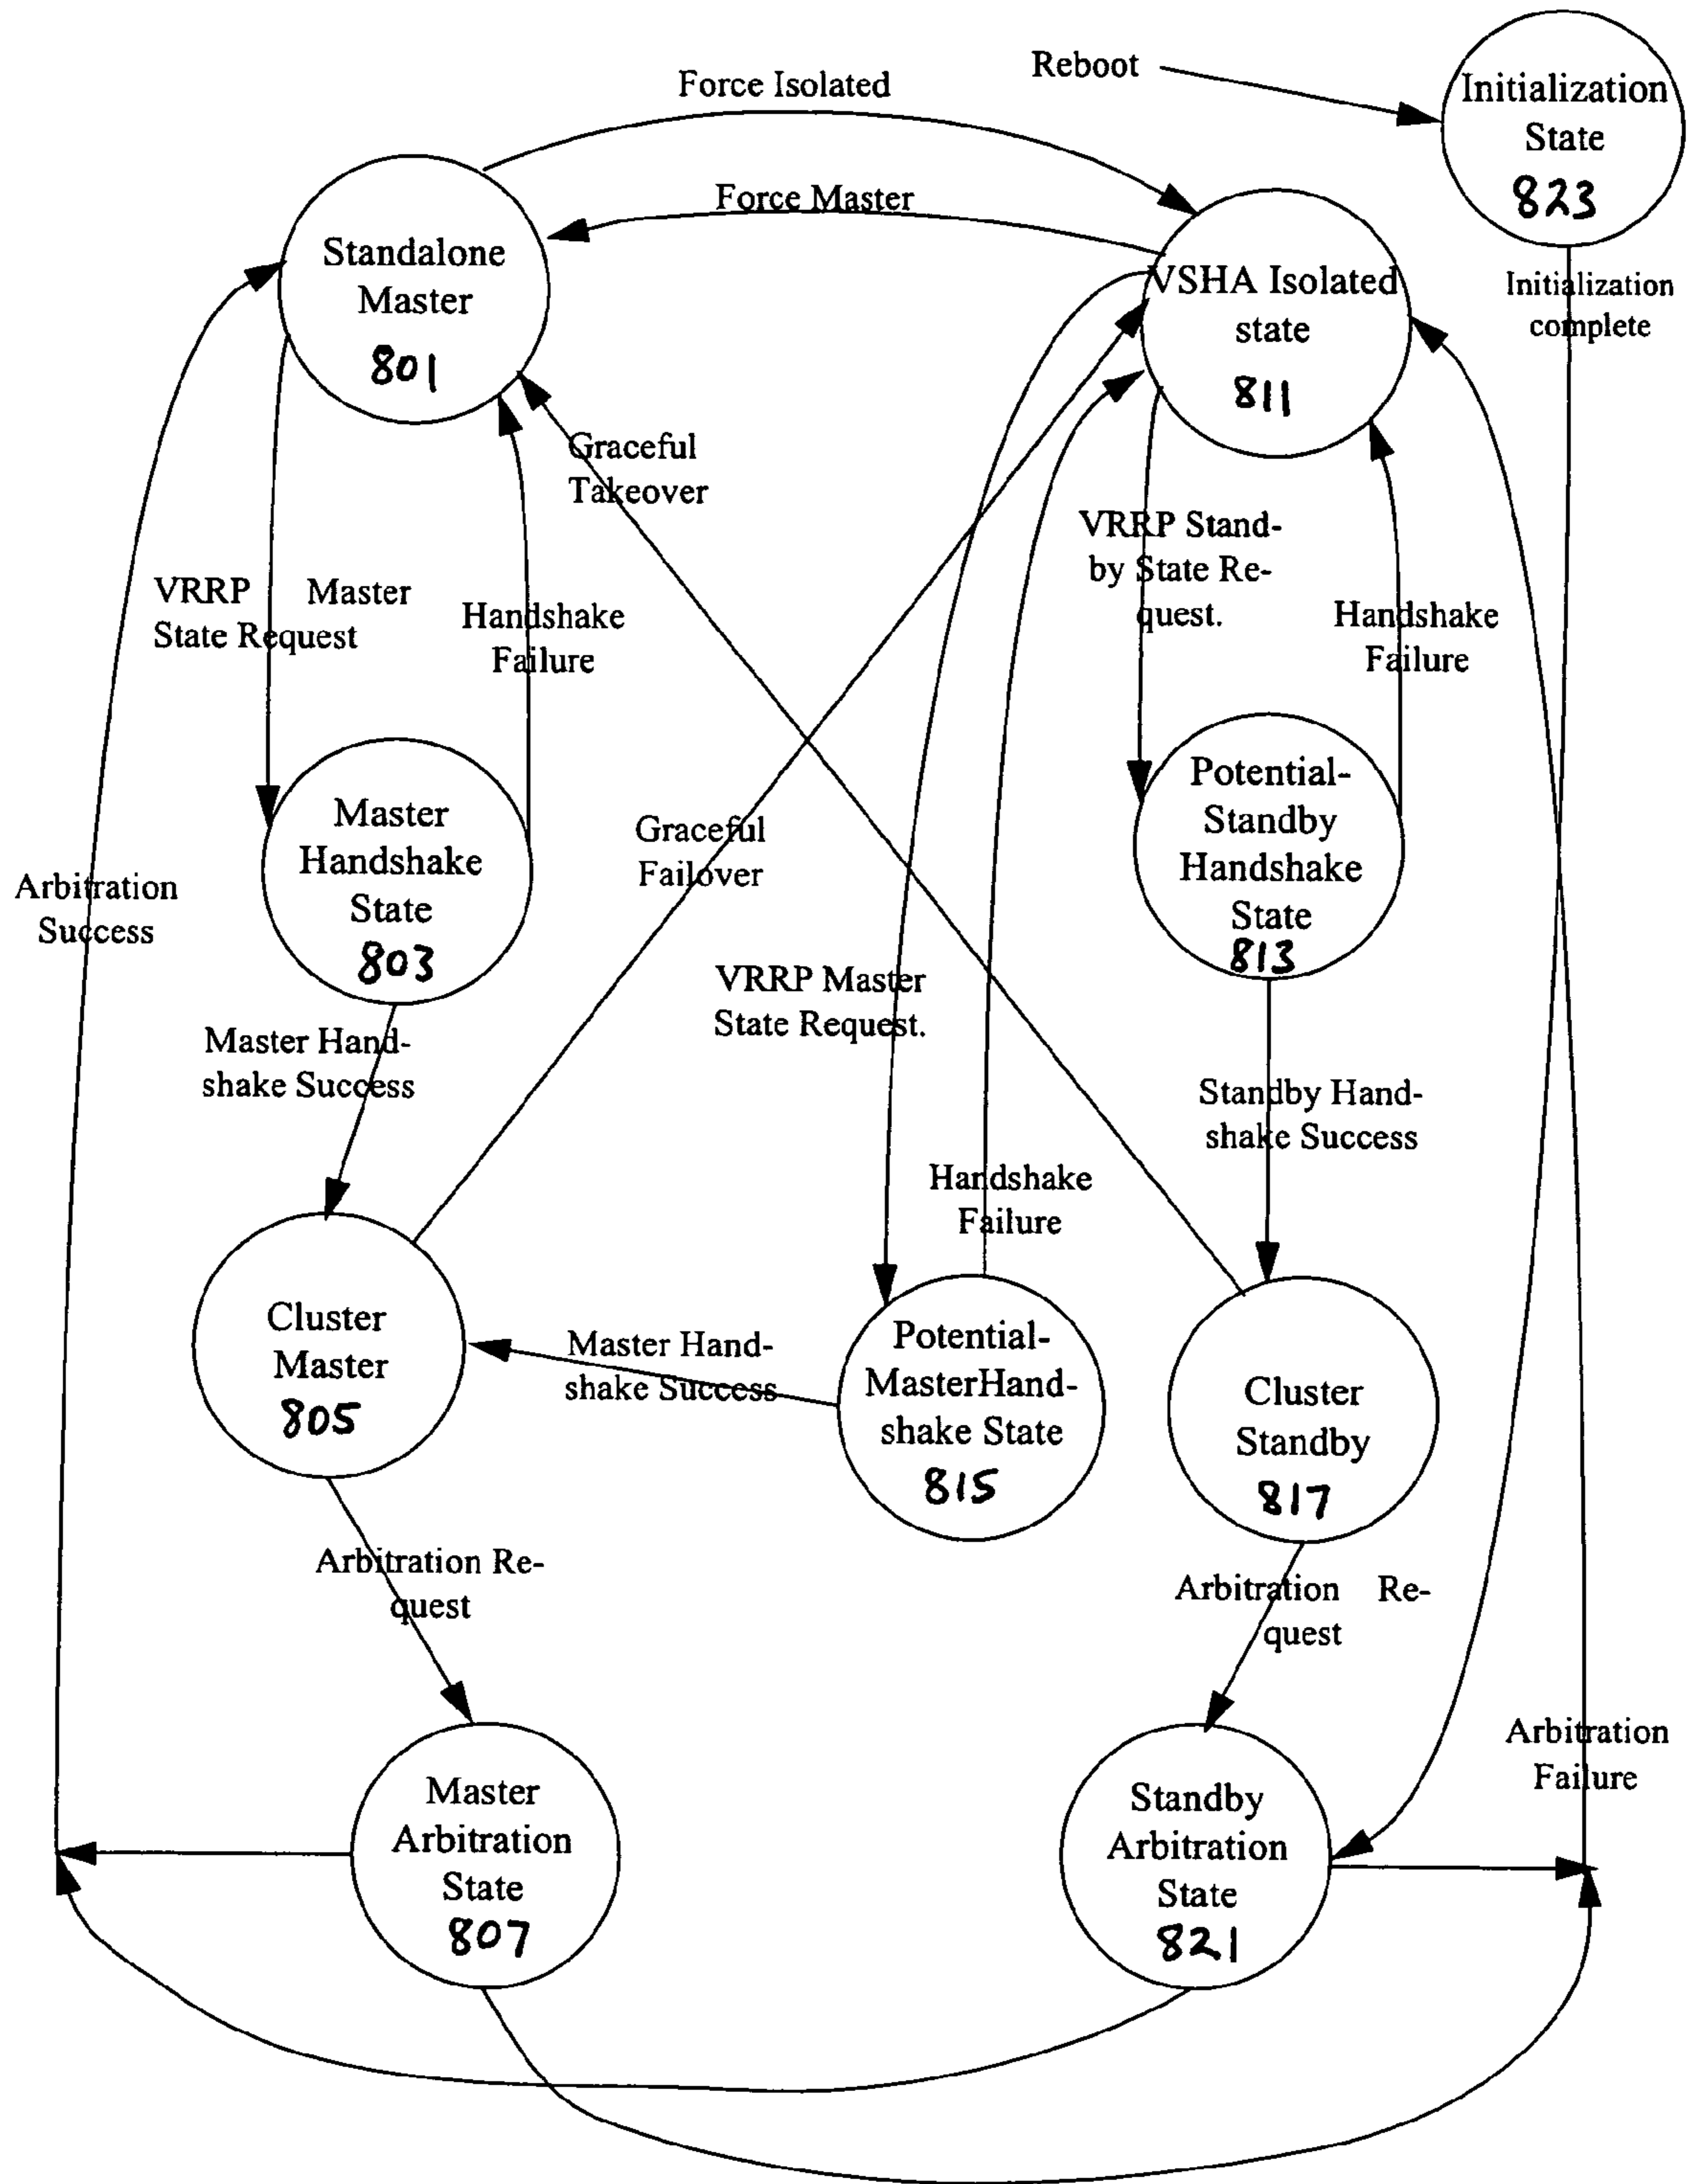 Reboot
Force Isolated
Initialization
State
823
Force Master
Standalone
Master
801
VSHA Isolated
state
811
Initialization
complete
Graceful
Takeover
VRRP Stand-
by State Re-
quest.
VRRP Master
State Request
Handshake
Failure
Handshake
Failure
Potential-
Standby
Handshake
State
813
Master
Handshake
State
803
Graceful
Failover
Arbitration
Success
VRRP Master
State Request.
Master Hand-
shake Success
Standby Hand-
shake Success
Handshake
Failure
Cluster
Master
805
Master Hand-
shake Success
Potential-
MasterHand-
shake State
815
Cluster
Standby
817
Arbitration Re-
quest
Arbitration Re-
quest
Arbitration
Failure
Master
Arbitration
State
807
Standby
Arbitration
State
821